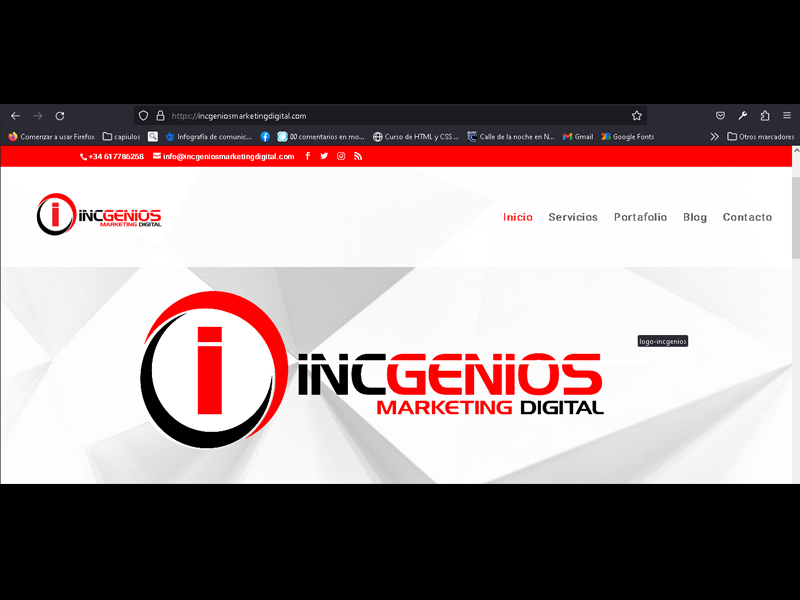 https://incgeniosmarketingdigital.com
Comenzar a usar Firefox capiulos Infografía de comunic... 00 comentarios en mo... Curso de HTML y CSS ... Calle de la noche en N... Gmail Google Fonts Otros marcadores
+34 617786268 info@incgeniosmarketingdigital.com
i INCGENIOS
MARKETING DIGITAL
Inicio Servicios Portafolio Blog Contacto
logo-incgenios
i INCGENIOS
MARKETING DIGITAL